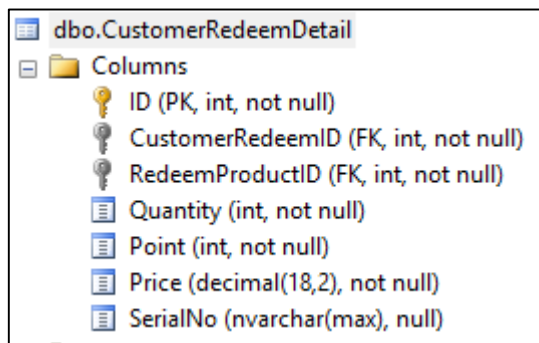 dbo.CustomerRedeemDetail
Columns
ID (PK, int, not null)
CustomerRedeemID (FK, int, not null)
RedeemProductID (FK, int, not null)
Quantity (int, not null)
Point (int, not null)
Price (decimal(18,2), not null)
SerialNo (nvarchar(max), null)